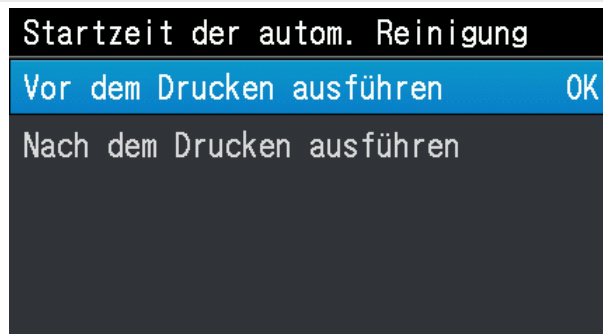 Startzeit der autom. Reinigung
Vor dem Drucken ausführen OK
Nach dem Drucken ausführen